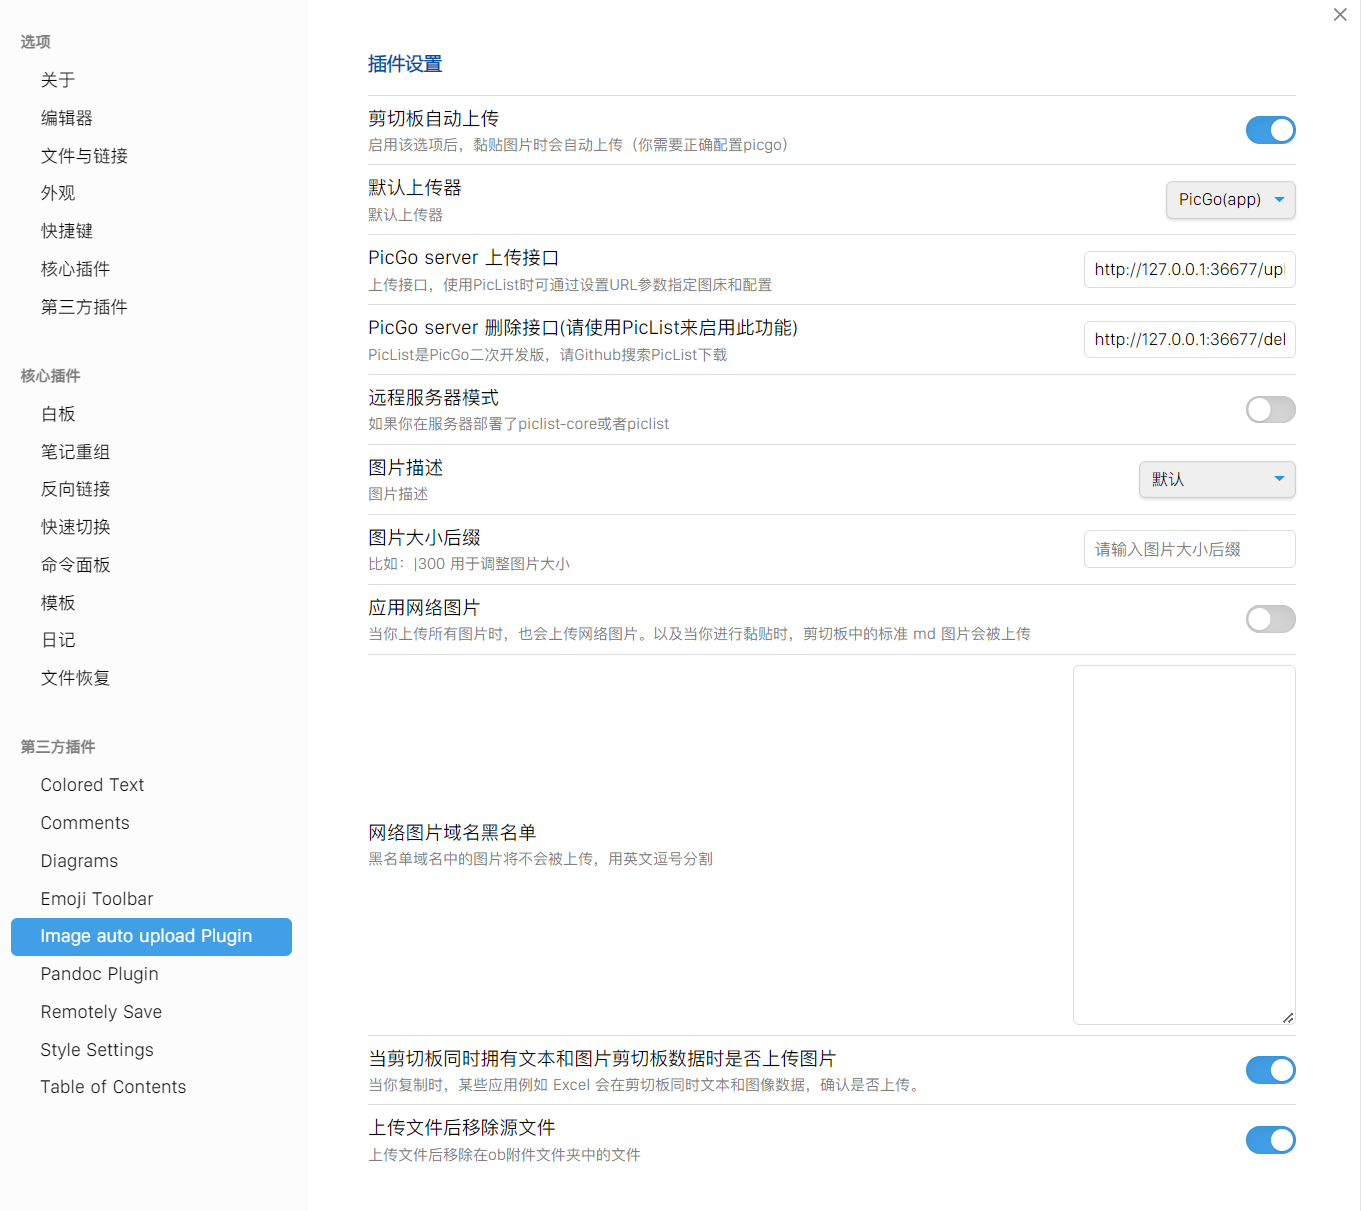 选项
关于
编辑器
文件与链接
外观
快捷键
核心插件
第三方插件
核心插件
白板
笔记重组
反向链接
快速切换
命令面板
模板
日记
文件恢复
第三方插件
Colored Text
Comments
Diagrams
Emoji Toolbar
Image auto upload Plugin
Pandoc Plugin
Remotely Save
Style Settings
Table of Contents
插件设置
剪切板自动上传
启用该选项后，黏贴图片时会自动上传（你需要正确配置picgo）
默认上传器
默认上传器
PicGo(app)
PicGo server 上传接口
上传接口，使用PicList时可通过设置URL参数指定图床和配置
http://127.0.0.1:36677/upl
PicGo server 删除接口(请使用PicList来启用此功能)
PicList是PicGo二次开发版，请Github搜索PicList下载
http://127.0.0.1:36677/del
远程服务器模式
如果你在服务器部署了piclist-core或者piclist
图片描述
图片描述
默认
图片大小后缀
比如：|300 用于调整图片大小
请输入图片大小后缀
应用网络图片
当你上传所有图片时，也会上传网络图片。以及当你进行黏贴时，剪切板中的标准 md 图片会被上传
网络图片域名黑名单
黑名单域名中的图片将不会被上传，用英文逗号分割
当剪切板同时拥有文本和图片剪切板数据时是否上传图片
当你复制时，某些应用例如 Excel 会在剪切板同时文本和图像数据，确认是否上传。
上传文件后移除源文件
上传文件后移除在ob附件文件夹中的文件